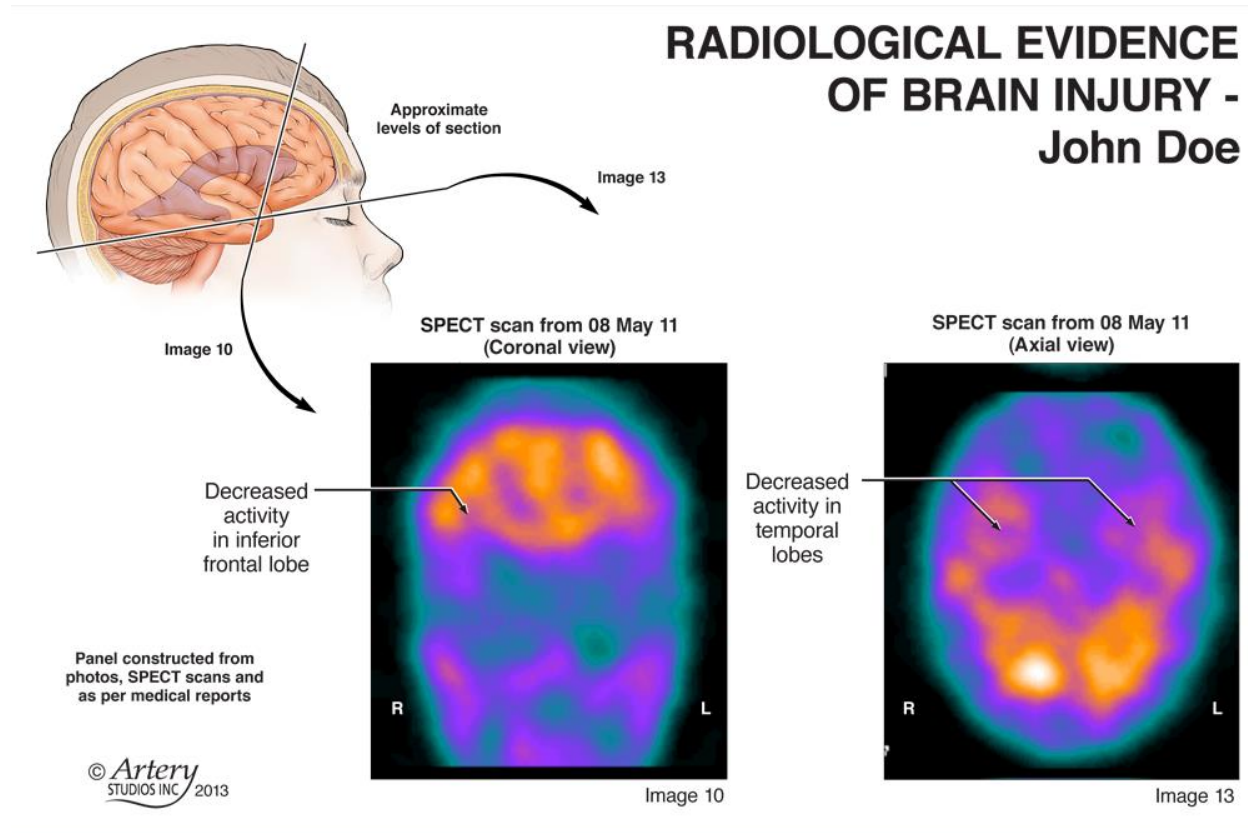 RADIOLOGICAL EVIDENCE
OF BRAIN INJURY -
John Doe
Approximate
levels of section
Image 13
Image 10
SPECT scan from 08 May 11
(Coronal view)
SPECT scan from 08 May 11
(Axial view)
Decreased
activity
in inferior
frontal lobe
Decreased
activity in
temporal
lobes
Panel constructed from
photos, SPECT scans and
as per medical reports
R
L
R
L
© Artery
STUDIOS INC 2013
Image 10
Image 13